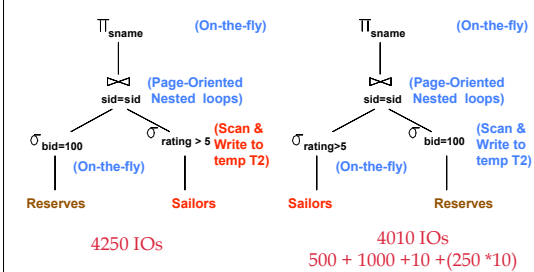 π sname (On-the-fly)
⋈ (Page-Oriented
sid=sid Nested loops)
σ bid=100
(On-the-fly)
σ rating > 5
(Scan &
Write to
temp T2)
Reserves
Sailors
4250 IOs
π sname (On-the-fly)
⋈ (Page-Oriented
sid=sid Nested loops)
σ rating>5
(On-the-fly)
σ bid=100
(Scan &
Write to
temp T2)
Sailors
Reserves
4010 IOs
500 + 1000 +10 +(250 *10)